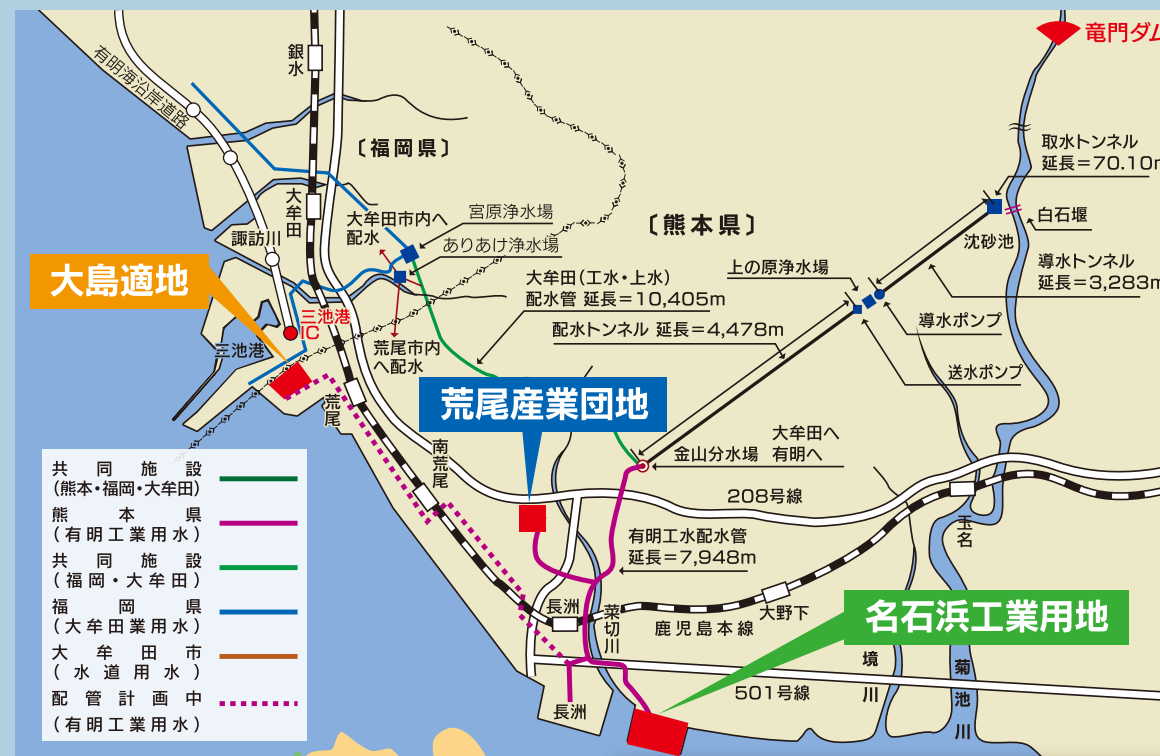 竜門ダム
有明海沿岸道路
銀水
〔福岡県〕
取水トンネル
延長＝70.10m
大牟田
大牟田市内へ
配水
宮原浄水場
ありあけ浄水場
〔熊本県〕
白石堰
沈砂池
諏訪川
大島適地
大牟田（工水・上水）
配水管 延長＝10,405m
上の原浄水場
導水トンネル
延長＝3,283m
三池港
IC
三池港
配水トンネル 延長＝4,478m
導水ポンプ
荒尾市内
へ配水
送水ポンプ
荒尾
荒尾産業団地
南荒尾
大牟田へ
金山分水場 有明へ
208号線
玉名
有明工水配水管
延長＝7,948m
長洲
菜切川
大野下
鹿児島本線
名石浜工業用地
境川
菊池川
501号線
長洲
共同施設
（熊本・福岡・大牟田）
熊本県
（有明工業用水）
共同施設
（福岡・大牟田）
福岡県
（大牟田業用水）
大牟田市
（水道用水）
配管計画中
（有明工業用水）